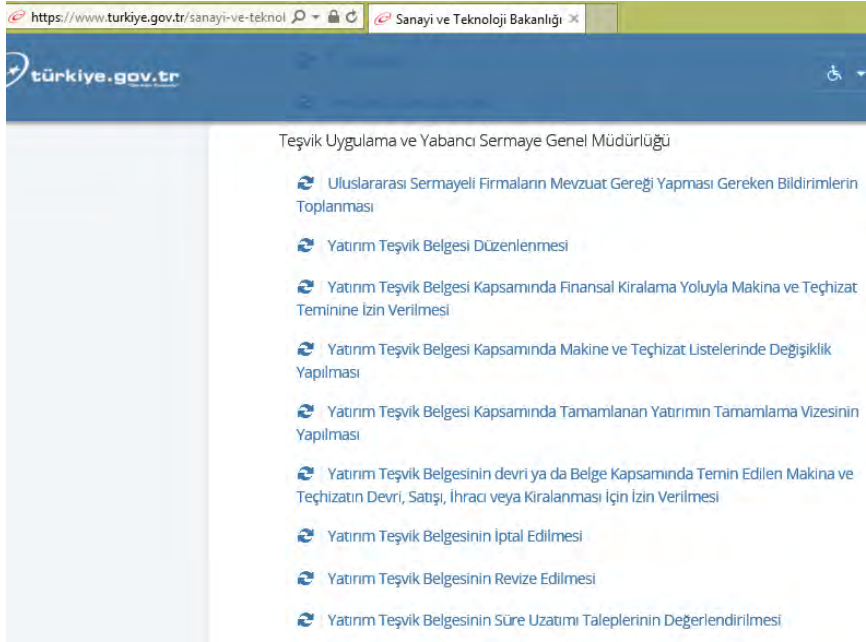 https://www.turkiye.gov.tr/sanayi-ve-teknol
Sanayi ve Teknoloji Bakanlığı
türkiye.gov.tr
Teşvik Uygulama ve Yabancı Sermaye Genel Müdürlüğü
Uluslararası Sermayeli Firmaların Mevzuat Gereği Yapması Gereken Bildirimlerin
Toplanması
Yatırım Teşvik Belgesi Düzenlenmesi
Yatırım Teşvik Belgesi Kapsamında Finansal Kiralama Yoluyla Makina ve Teçhizat
Teminine İzin Verilmesi
Yatırım Teşvik Belgesi Kapsamında Makine ve Teçhizat Listelerinde Değişiklik
Yapılması
Yatırım Teşvik Belgesi Kapsamında Tamamlanan Yatırımın Tamamlama Vizesinin
Yapılması
Yatırım Teşvik Belgesinin devri ya da Belge Kapsamında Temin Edilen Makina ve
Teçhizatın Devri, Satışı, İhracı veya Kiralanması İçin İzin Verilmesi
Yatırım Teşvik Belgesinin İptal Edilmesi
Yatırım Teşvik Belgesinin Revize Edilmesi
Yatırım Teşvik Belgesinin Süre Uzatımı Taleplerinin Değerlendirilmesi